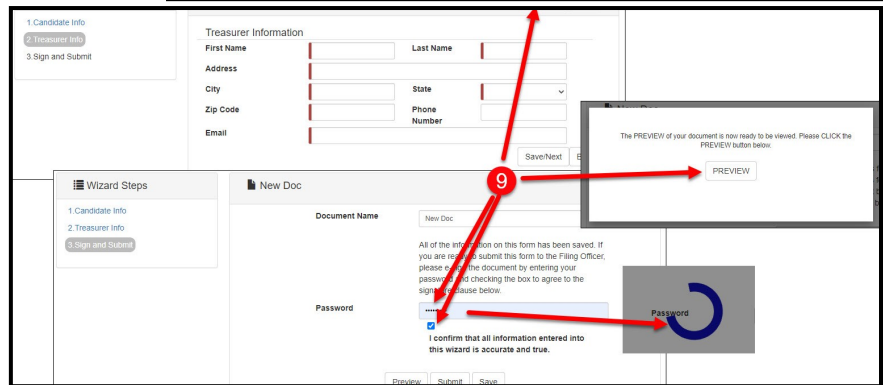 1.Candidate Info
2.Treasurer Info
3.Sign and Submit
Treasurer Information
First Name
Last Name
Address
City
State
Zip Code
Phone Number
Email
Save/Next
New Doc
The PREVIEW of your document is now ready to be viewed. Please CLICK the
PREVIEW button below.
PREVIEW
9
Wizard Steps
1.Candidate Info
2.Treasurer Info
3.Sign and Submit
New Doc
Document Name
New Doc
All of the information on this form has been saved. If
you are ready to submit this form to the Filing Officer,
please e-sign the document by entering your
password and checking the box to agree to the
signature clause below.
Password
I confirm that all information entered into
this wizard is accurate and true.
Preview
Submit
Save
Password